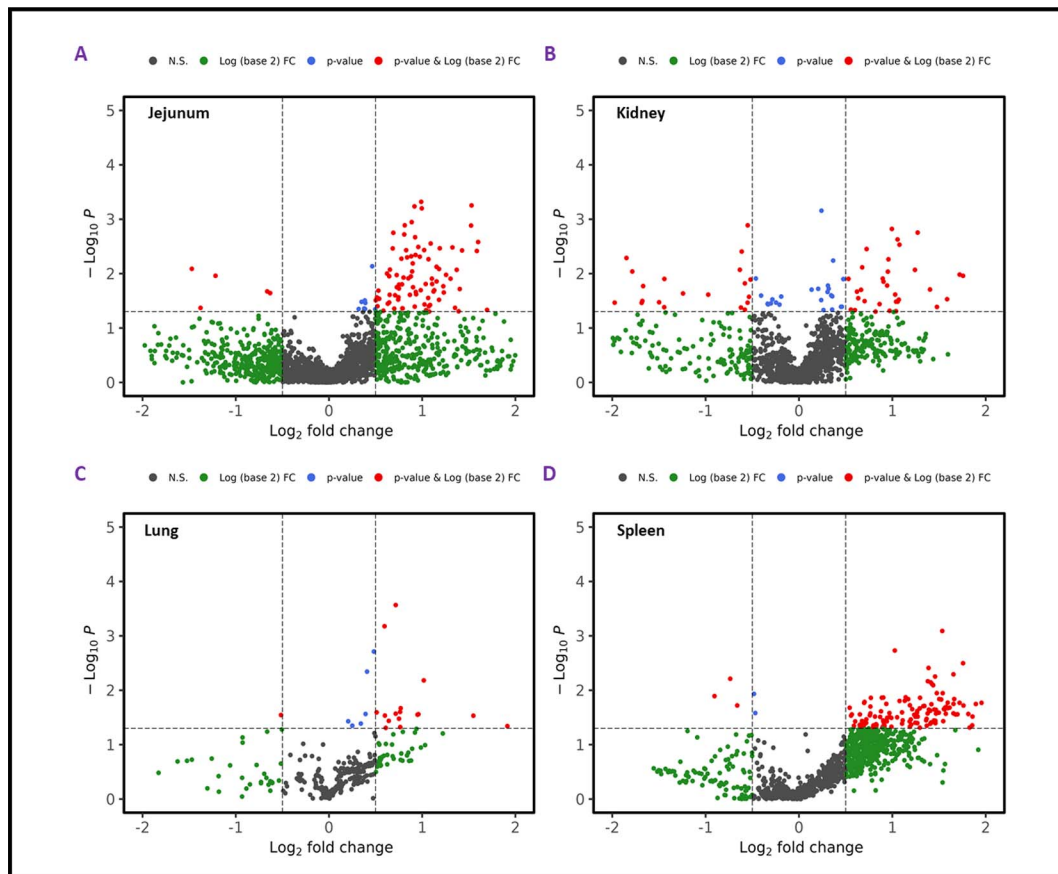 A
N.S. Log (base 2) FC p-value p-value & Log (base 2) FC
Jejunum
5
4
3
2
1
0
− Log10 P
-2 -1 0 1 2
Log2 fold change
B
N.S. Log (base 2) FC p-value p-value & Log (base 2) FC
Kidney
5
4
3
2
1
0
− Log10 P
-2 -1 0 1 2
Log2 fold change
C
N.S. Log (base 2) FC p-value p-value & Log (base 2) FC
Lung
5
4
3
2
1
0
− Log10 P
-2 -1 0 1 2
Log2 fold change
D
N.S. Log (base 2) FC p-value p-value & Log (base 2) FC
Spleen
5
4
3
2
1
0
− Log10 P
-2 -1 0 1 2
Log2 fold change